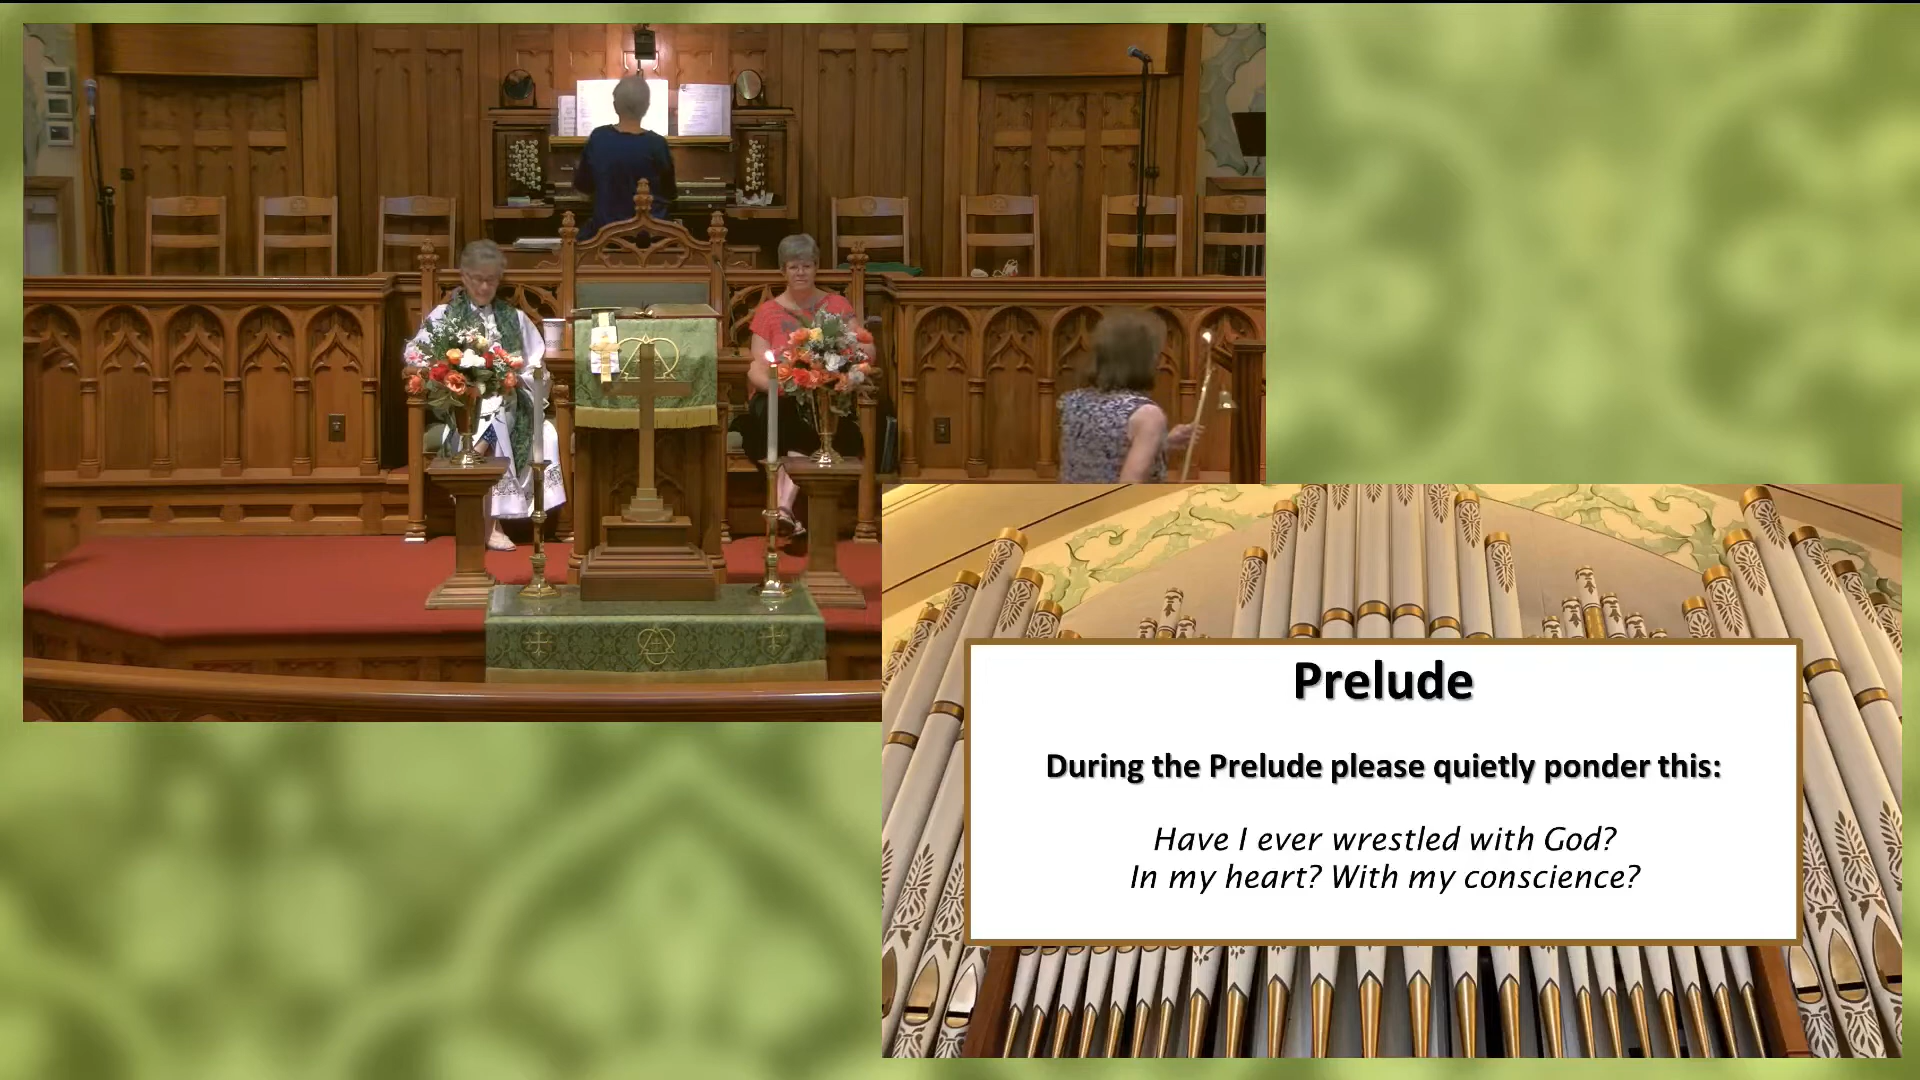 Prelude
During the Prelude please quietly ponder this:
Have I ever wrestled with God?
In my heart? With my conscience?